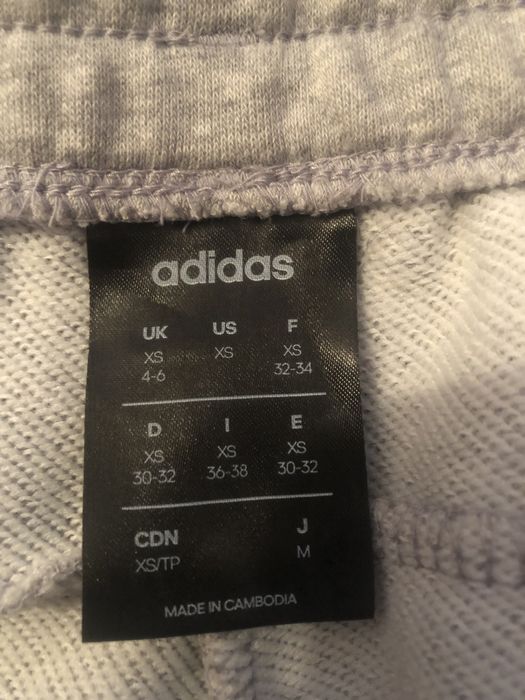 adidas
UK US F
XS XS XS
4-6 32-34
D I E
XS XS XS
30-32 36-38 30-32
CDN J
XS/TP M
MADE IN CAMBODIA